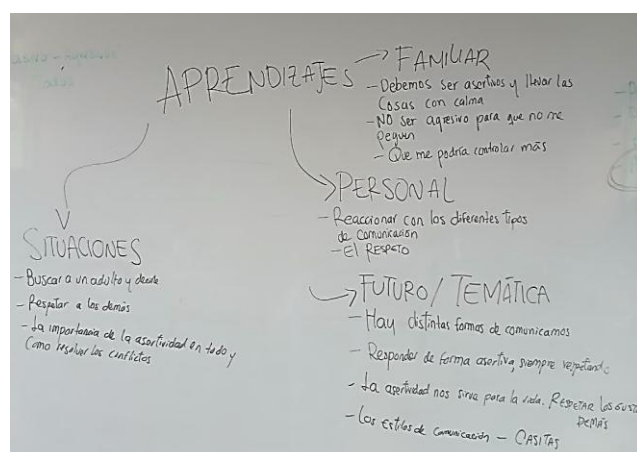 APRENDIZAJES
FAMILIAR
- Debemos ser asertivos y llevar las
Cosas con calma
- NO ser agresivo para que no me
peguen
- Que me podría controlar más
PERSONAL
- Reaccionar con los diferentes tipos
de comunicación
- El RESPETO
SITUACIONES
- Buscar a un adulto y
- Respetar a los demás
- La importancia de la asertividad en todo y
Como resolver los conflictos
FUTURO / TEMÁTICA
- Hay distintas formas de comunicarnos
- Responder de forma asertiva, siempre respetando
- La asertividad nos sirve para la vida. RESPETAR LOS GUST
DEMÁS
- Los estilos de comunicación - CASITAS